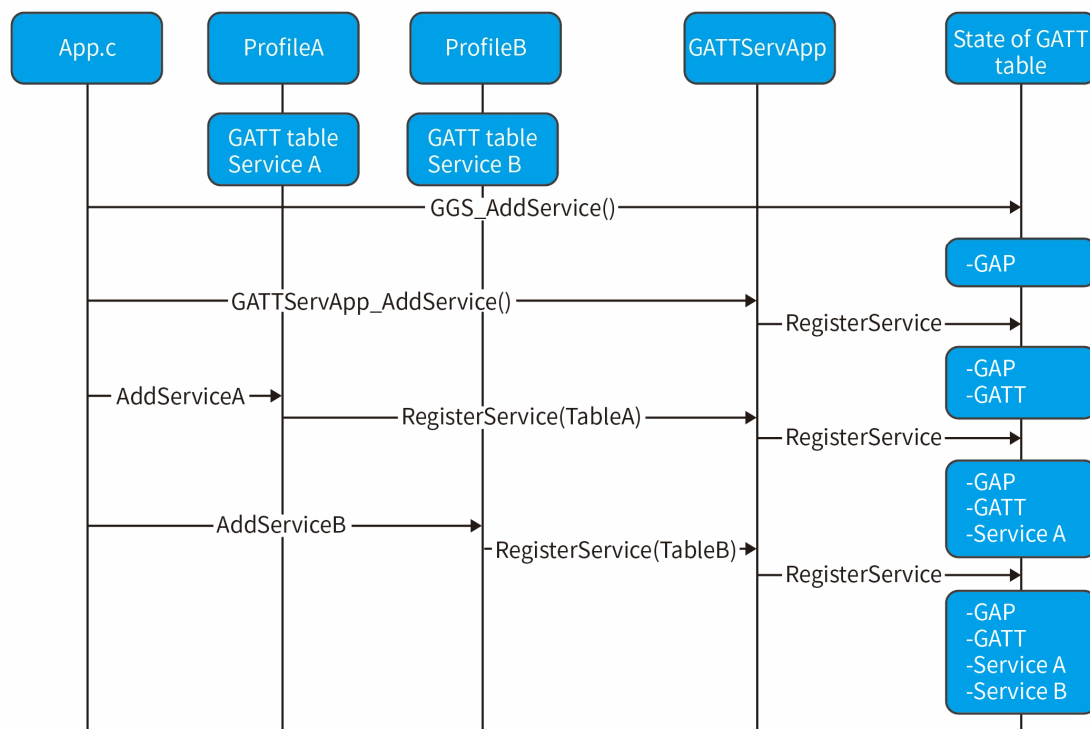 App.c
ProfileA
ProfileB
GATTServApp
State of GATT
table
GATT table
Service A
GATT table
Service B
GGS_AddService()
-GAP
GATTServApp_AddService()
RegisterService
-GAP
-GATT
AddServiceA
RegisterService(TableA)
RegisterService
-GAP
-GATT
-Service A
AddServiceB
RegisterService(TableB)
RegisterService
-GAP
-GATT
-Service A
-Service B